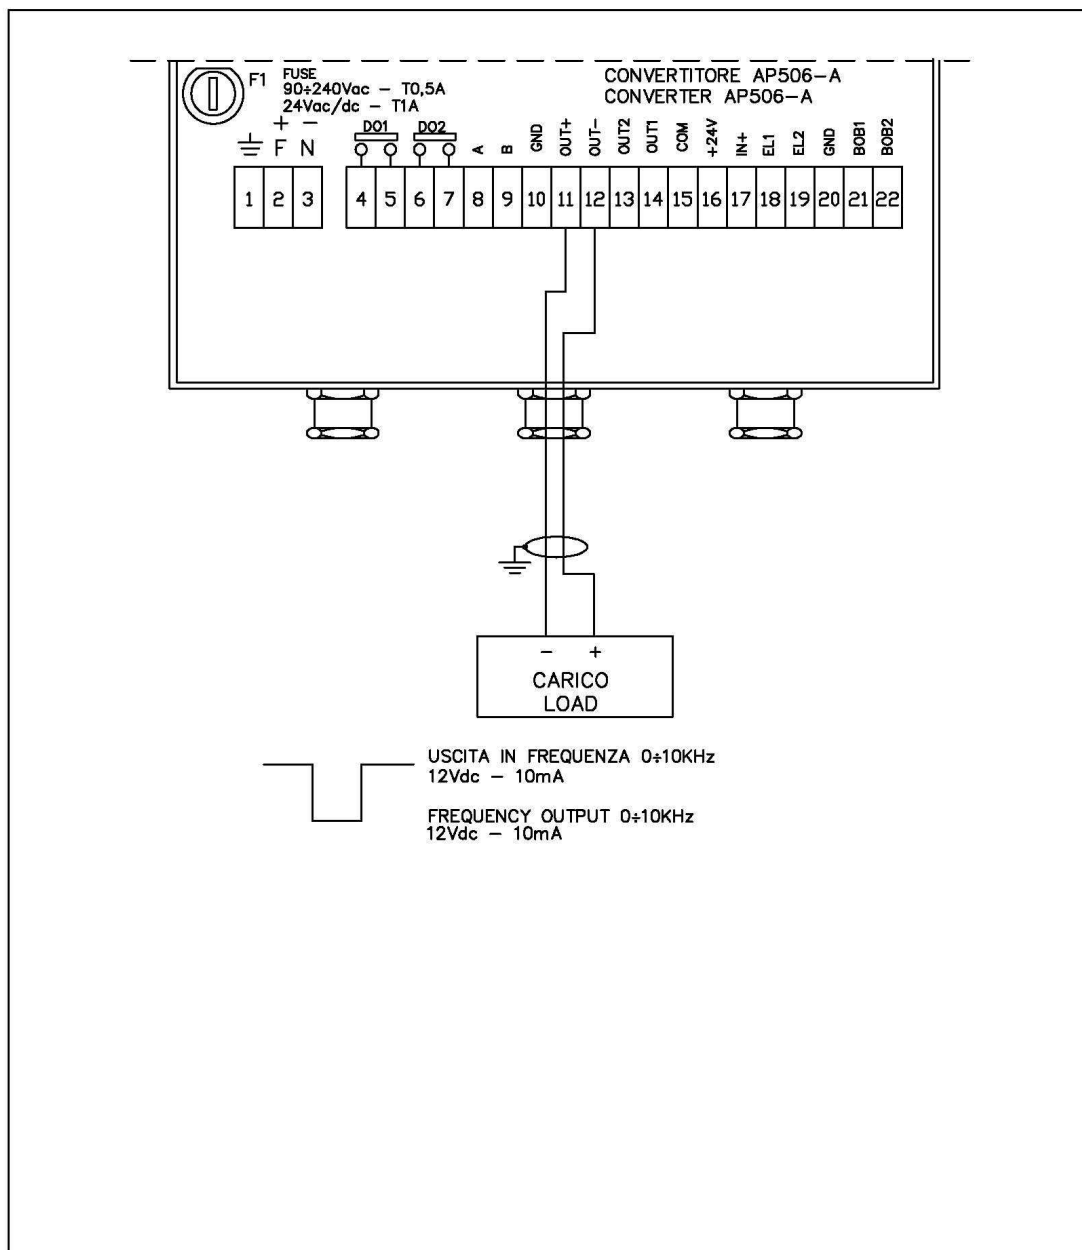 F1
FUSE
90÷240Vac – T0,5A
24Vac/dc – T1A
CONVERTITORE AP506–A
CONVERTER AP506–A
+ –
F N
DO1 DO2
A B GND OUT+ OUT– OUT2 OUT1 COM +24V IN+ EL1 EL2 GND BOB1 BOB2
1 2 3 4 5 6 7 8 9 10 11 12 13 14 15 16 17 18 19 20 21 22
– +
CARICO
LOAD
USCITA IN FREQUENZA 0÷10KHz
12Vdc – 10mA
FREQUENCY OUTPUT 0÷10KHz
12Vdc – 10mA